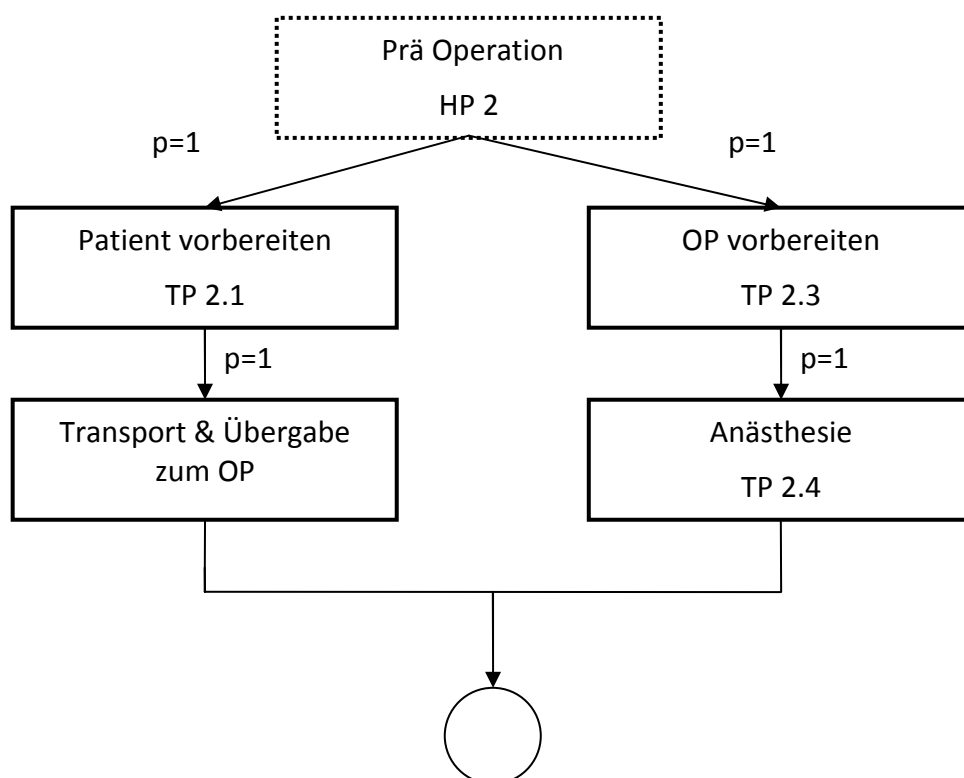 Prä Operation
HP 2
p=1
p=1
Patient vorbereiten
TP 2.1
OP vorbereiten
TP 2.3
p=1
p=1
Transport & Übergabe
zum OP
Anästhesie
TP 2.4